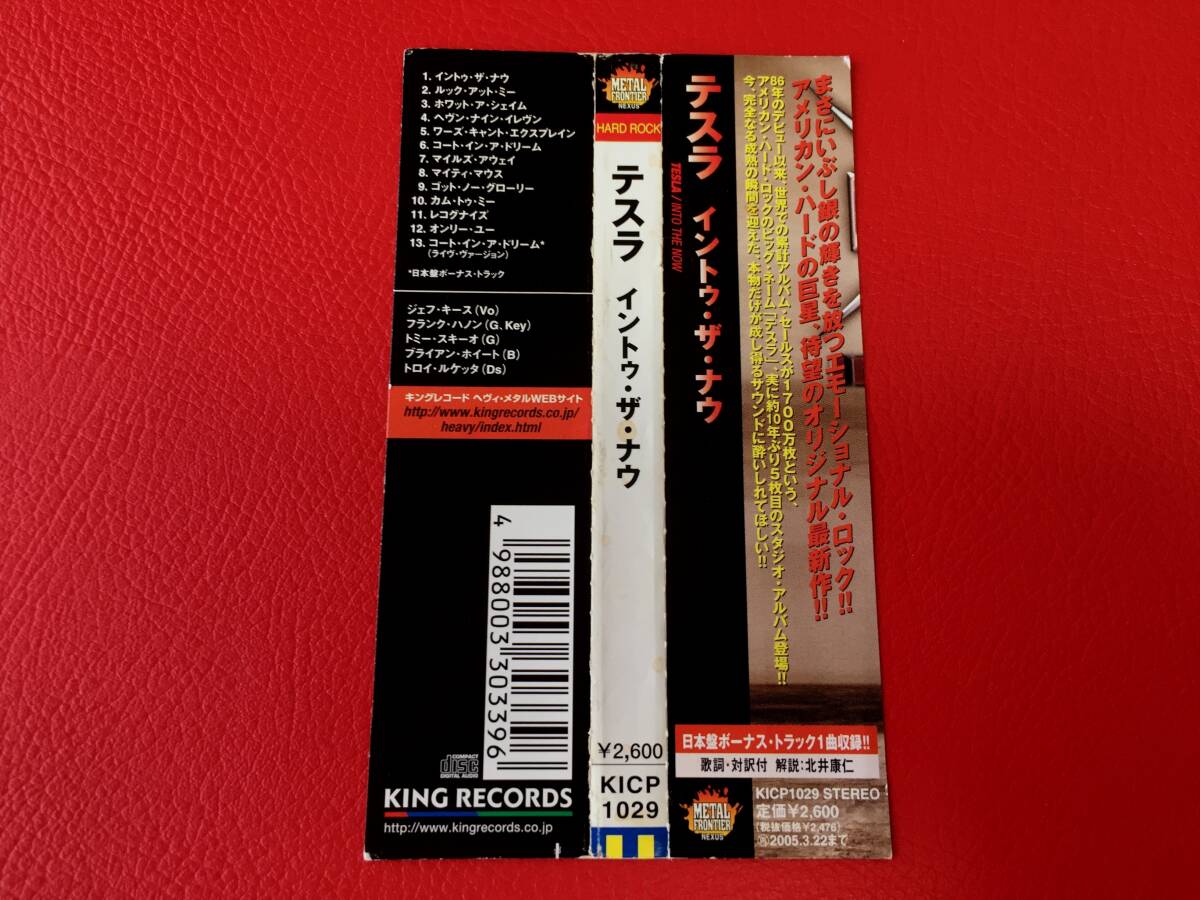 1. イントゥ・ザ・ナウ
2. ルック・アット・ミー
3. ホワット・ア・シェイム
4. ヘヴン・ナイン・イレヴン
5. ワーズ・キャント・エクスプレイン
6. コート・イン・ア・ドリーム
7. マイルズ・アウェイ
8. マイティ・マウス
9. ゴット・ノー・グローリー
10. カム・トゥ・ミー
11. レコグナイズ
12. オンリー・ユー
13. コート・イン・ア・ドリーム*
(ライヴ・ヴァージョン)
*日本盤ボーナス・トラック
ジェフ・キース(Vo)
フランク・ハノン(G、Key)
トミー・スキーオ(G)
ブライアン・ホイート(B)
トロイ・ルケッタ(Ds)
キングレコード ヘヴィ・メタルWEBサイト
http://www.kingrecords.co.jp/
heavy/index.html
4 988003 303396
COMPACT
disc
DIGITAL AUDIO
KING RECORDS
http://www.kingrecords.co.jp
METAL
FRONTIER
NEXUS
HARD ROCK
テスラ イントゥ・ザ・ナウ
¥2,600
KICP
1029
テスラ イントゥ・ザ・ナウ
TESLA / INTO THE NOW
まさにいぶし銀の輝きを放つエモーショナル・ロック!!
アメリカン・ハードの巨星、待望のオリジナル最新作!!
86年のデビュー以来、世界での累計アルバム・セールスが1700万枚という、
アメリカン・ハード・ロックのビッグ・ネーム「テスラ」、実に約10年ぶり5枚目のスタジオ・アルバム登場!!
今、完全なる成熟の瞬間を迎えた、本物だけが成し得るサウンドに酔いしれてほしい!!
日本盤ボーナス・トラック1曲収録!!
歌詞・対訳付 解説:北井康仁
METAL
FRONTIER
NEXUS
KICP1029 STEREO
定価¥2,600
(税抜価格¥2,476)
再2005.3.22まで